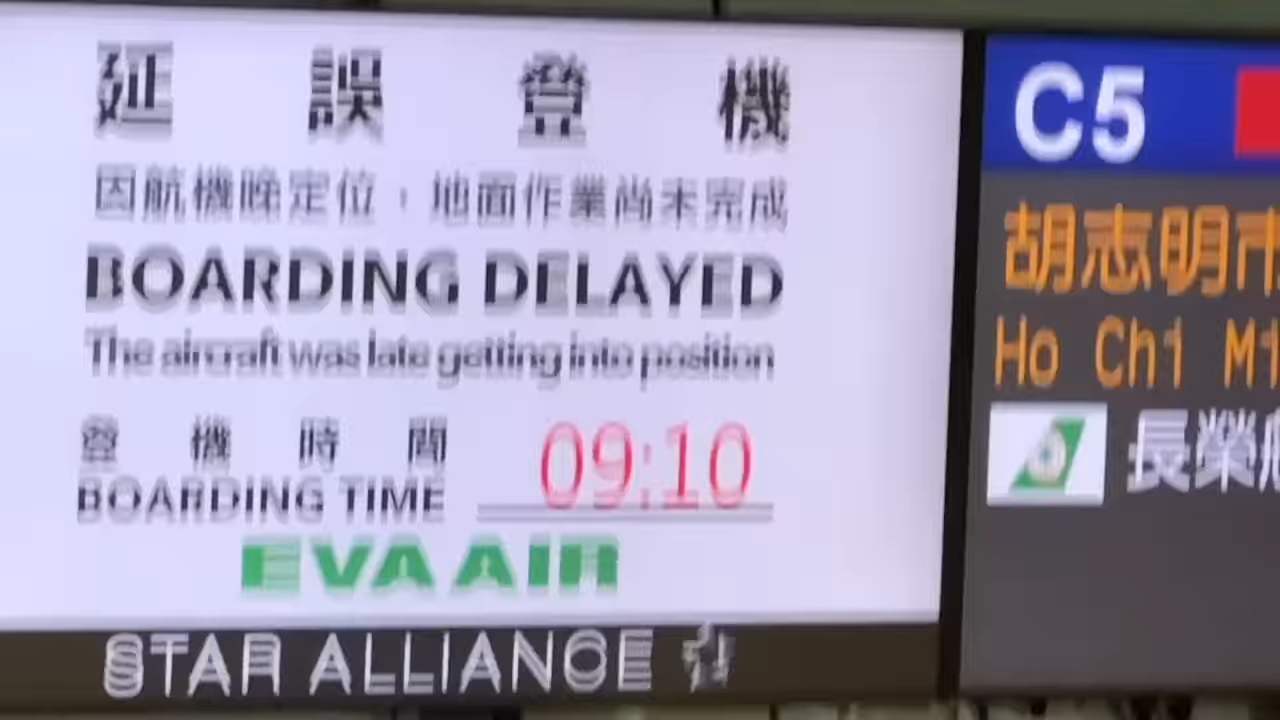 延誤登機
因航機晚定位，地面作業尚未完成
BOARDING DELAYED
The aircraft was late getting into position
登機時間
BOARDING TIME
09:10
EVA AIR
STAR ALLIANCE
C5
胡志明市
Ho Chi
長榮